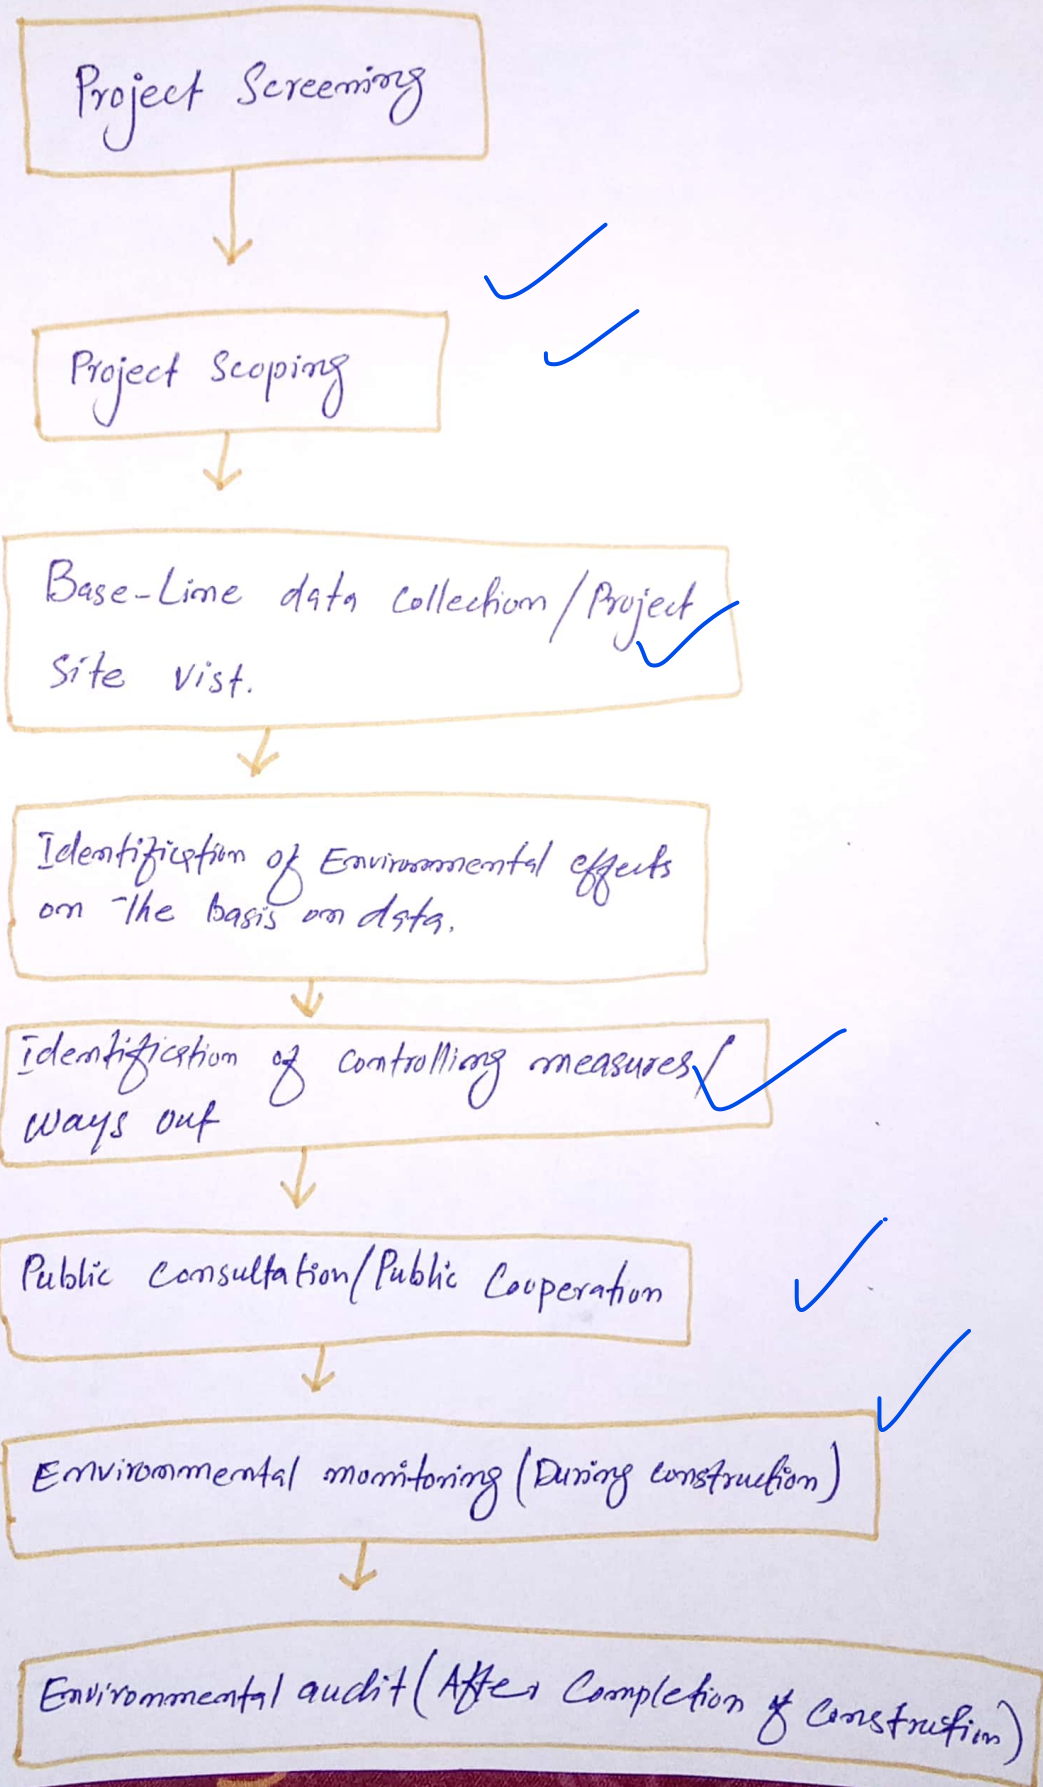 Project Screening
Project Scoping
Base-Line data Collection/Project
Site vist.
Identification of Environmental effects
on The basis on data.
identification of controlling measures/
ways out
Public consultation/Public Cooperation
Environmental monitoring (During construction)
Environmental audit (After Completion of Construction)